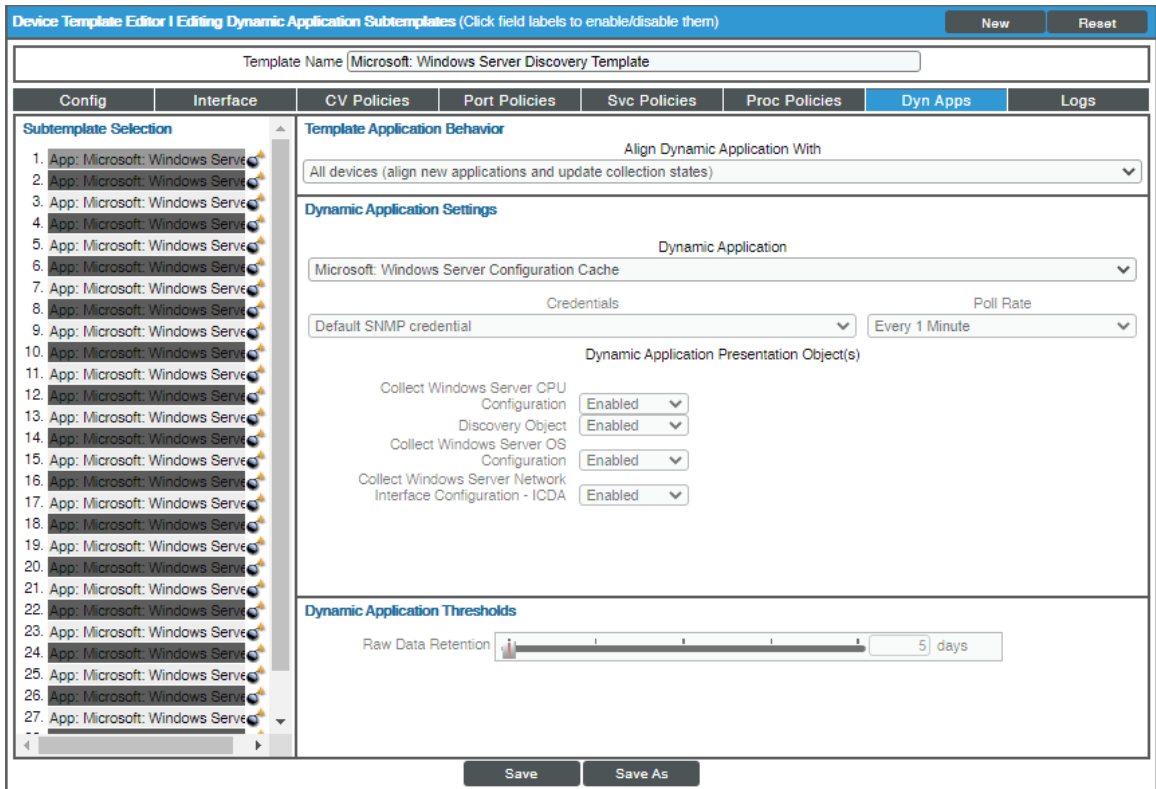 Device Template Editor I Editing Dynamic Application Subtemplates (Click field labels to enable/disable them) New Reset
Template Name Microsoft: Windows Server Discovery Template
Config Interface CV Policies Port Policies Svc Policies Proc Policies Dyn Apps Logs
Subtemplate Selection
1. App: Microsoft: Windows Serve
2. App: Microsoft: Windows Serve
3. App: Microsoft: Windows Serve
4. App: Microsoft: Windows Serve
5. App: Microsoft: Windows Serve
6. App: Microsoft: Windows Serve
7. App: Microsoft: Windows Serve
8. App: Microsoft: Windows Serve
9. App: Microsoft: Windows Serve
10. App: Microsoft: Windows Serve
11. App: Microsoft: Windows Serve
12. App: Microsoft: Windows Serve
13. App: Microsoft: Windows Serve
14. App: Microsoft: Windows Serve
15. App: Microsoft: Windows Serve
16. App: Microsoft: Windows Serve
17. App: Microsoft: Windows Serve
18. App: Microsoft: Windows Serve
19. App: Microsoft: Windows Serve
20. App: Microsoft: Windows Serve
21. App: Microsoft: Windows Serve
22. App: Microsoft: Windows Serve
23. App: Microsoft: Windows Serve
24. App: Microsoft: Windows Serve
25. App: Microsoft: Windows Serve
26. App: Microsoft: Windows Serve
27. App: Microsoft: Windows Serve
Template Application Behavior
Align Dynamic Application With
All devices (align new applications and update collection states)
Dynamic Application Settings
Dynamic Application
Microsoft: Windows Server Configuration Cache
Credentials Poll Rate
Default SNMP credential Every 1 Minute
Dynamic Application Presentation Object(s)
Collect Windows Server CPU
Configuration Enabled
Discovery Object Enabled
Collect Windows Server OS
Configuration Enabled
Collect Windows Server Network
Interface Configuration - ICDA Enabled
Dynamic Application Thresholds
Raw Data Retention 5 days
Save Save As